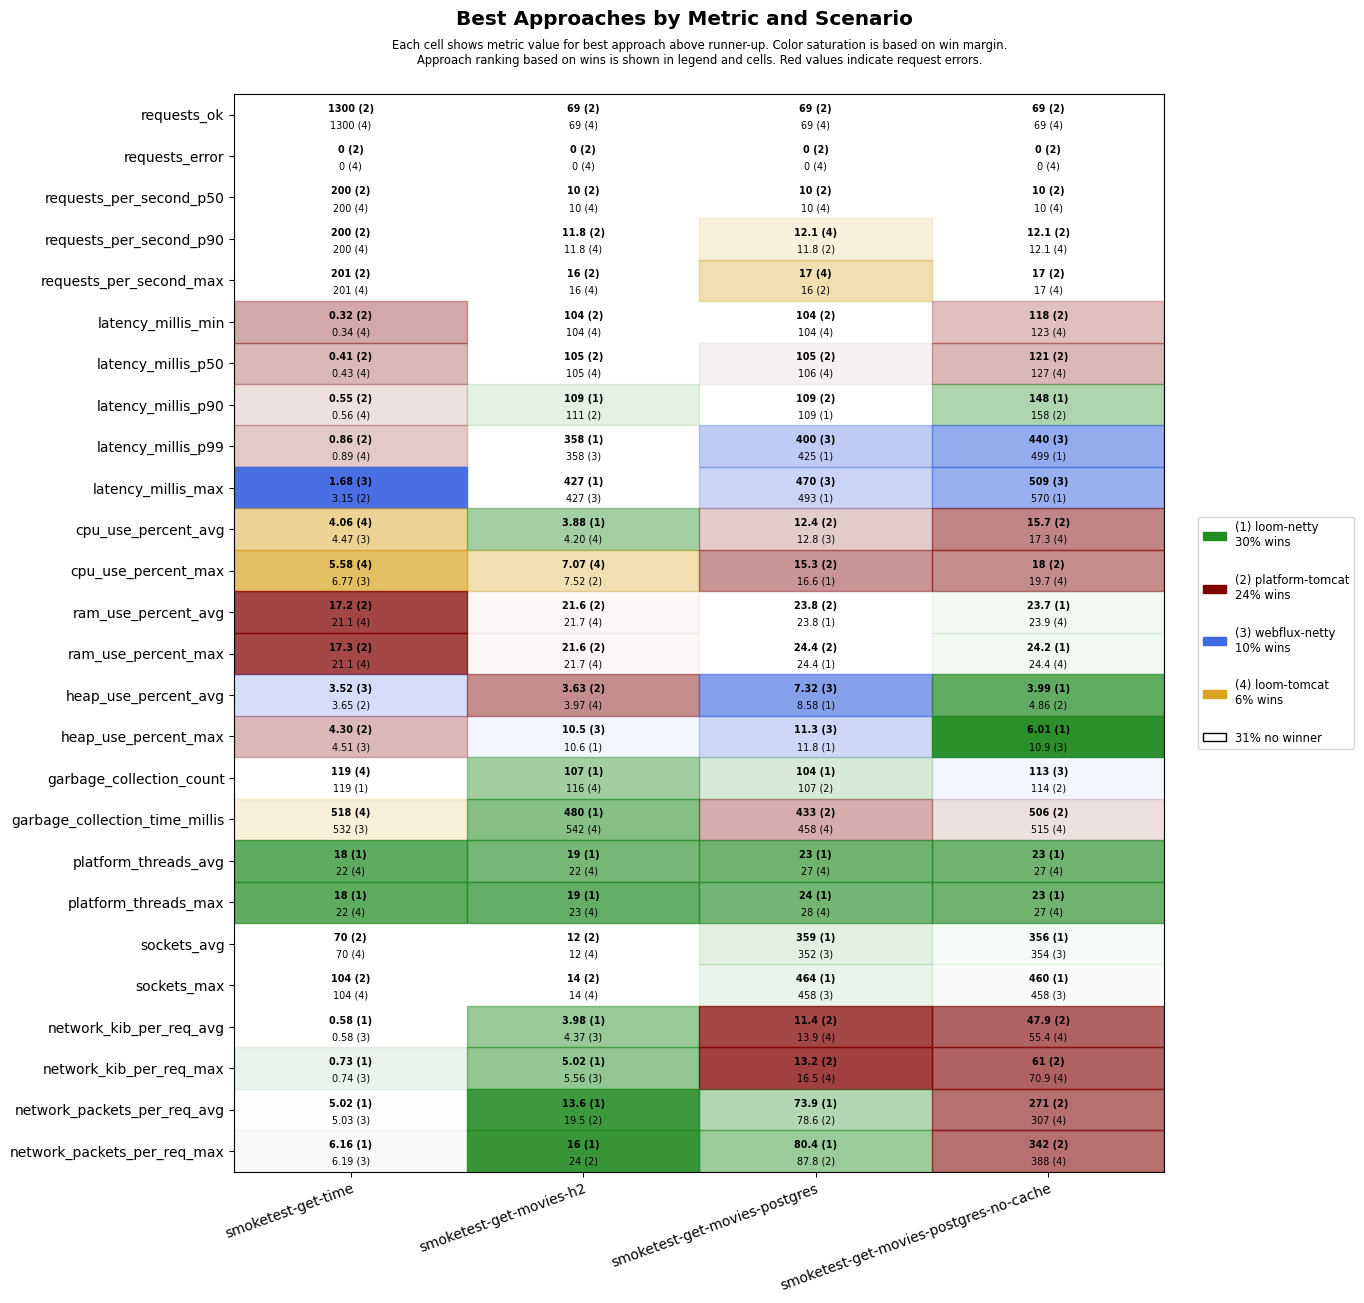 Best Approaches by Metric and Scenario
Each cell shows metric value for best approach above runner-up. Color saturation is based on win margin.
Approach ranking based on wins is shown in legend and cells. Red values indicate request errors.
requests_ok
1300 (2) 69 (2) 69 (2) 69 (2)
1300 (4) 69 (4) 69 (4) 69 (4)
requests_error
0 (2) 0 (2) 0 (2) 0 (2)
0 (4) 0 (4) 0 (4) 0 (4)
requests_per_second_p50
200 (2) 10 (2) 10 (2) 10 (2)
200 (4) 10 (4) 10 (4) 10 (4)
requests_per_second_p90
200 (2) 11.8 (2) 12.1 (4) 12.1 (2)
200 (4) 11.8 (4) 11.8 (2) 12.1 (4)
requests_per_second_max
201 (2) 16 (2) 17 (4) 17 (2)
201 (4) 16 (4) 16 (2) 17 (4)
latency_millis_min
0.32 (2) 104 (2) 104 (2) 118 (2)
0.34 (4) 104 (4) 104 (4) 123 (4)
latency_millis_p50
0.41 (2) 105 (2) 105 (2) 121 (2)
0.43 (4) 105 (4) 106 (4) 127 (4)
latency_millis_p90
0.55 (2) 109 (1) 109 (2) 148 (1)
0.56 (4) 111 (2) 109 (1) 158 (2)
latency_millis_p99
0.86 (2) 358 (1) 400 (3) 440 (3)
0.89 (4) 358 (3) 425 (1) 499 (1)
latency_millis_max
1.68 (3) 427 (1) 470 (3) 509 (3)
3.15 (2) 427 (3) 493 (1) 570 (1)
cpu_use_percent_avg
4.06 (4) 3.88 (1) 12.4 (2) 15.7 (2)
4.47 (3) 4.20 (4) 12.8 (3) 17.3 (4)
cpu_use_percent_max
5.58 (4) 7.07 (4) 15.3 (2) 18 (2)
6.77 (3) 7.52 (2) 16.6 (1) 19.7 (4)
ram_use_percent_avg
17.2 (2) 21.6 (2) 23.8 (2) 23.7 (1)
21.1 (4) 21.7 (4) 23.8 (1) 23.9 (4)
ram_use_percent_max
17.3 (2) 21.6 (2) 24.4 (2) 24.2 (1)
21.1 (4) 21.7 (4) 24.4 (1) 24.4 (4)
heap_use_percent_avg
3.52 (3) 3.63 (2) 7.32 (3) 3.99 (1)
3.65 (2) 3.97 (4) 8.58 (1) 4.86 (2)
heap_use_percent_max
4.30 (2) 10.5 (3) 11.3 (3) 6.01 (1)
4.51 (3) 10.6 (1) 11.8 (1) 10.9 (3)
garbage_collection_count
119 (4) 107 (1) 104 (1) 113 (3)
119 (1) 116 (4) 107 (2) 114 (2)
garbage_collection_time_millis
518 (4) 480 (1) 433 (2) 506 (2)
532 (3) 542 (4) 458 (4) 515 (4)
platform_threads_avg
18 (1) 19 (1) 23 (1) 23 (1)
22 (4) 22 (4) 27 (4) 27 (4)
platform_threads_max
18 (1) 19 (1) 24 (1) 23 (1)
22 (4) 23 (4) 28 (4) 27 (4)
sockets_avg
70 (2) 12 (2) 359 (1) 356 (1)
70 (4) 12 (4) 352 (3) 354 (3)
sockets_max
104 (2) 14 (2) 464 (1) 460 (1)
104 (4) 14 (4) 458 (3) 458 (3)
network_kib_per_req_avg
0.58 (1) 3.98 (1) 11.4 (2) 47.9 (2)
0.58 (3) 4.37 (3) 13.9 (4) 55.4 (4)
network_kib_per_req_max
0.73 (1) 5.02 (1) 13.2 (2) 61 (2)
0.74 (3) 5.56 (3) 16.5 (4) 70.9 (4)
network_packets_per_req_avg
5.02 (1) 13.6 (1) 73.9 (1) 271 (2)
5.03 (3) 19.5 (2) 78.6 (2) 307 (4)
network_packets_per_req_max
6.16 (1) 16 (1) 80.4 (1) 342 (2)
6.19 (3) 24 (2) 87.8 (2) 388 (4)
smoketest-get-time
smoketest-get-movies-h2
smoketest-get-movies-postgres
smoketest-get-movies-postgres-no-cache
(1) loom-netty
30% wins
(2) platform-tomcat
24% wins
(3) webflux-netty
10% wins
(4) loom-tomcat
6% wins
31% no winner